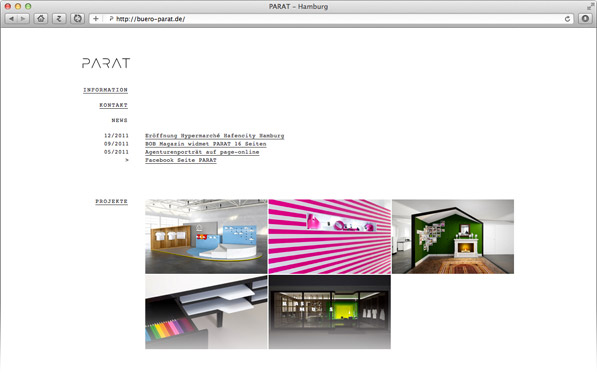 PARAT – Hamburg
http://buero-parat.de/
PARAT
INFORMATION
KONTAKT
NEWS
12/2011 Eröffnung Hypermarché Hafencity Hamburg
09/2011 BOB Magazin widmet PARAT 16 Seiten
05/2011 Agenturenporträt auf page-online
> Facebook Seite PARAT
PROJEKTE